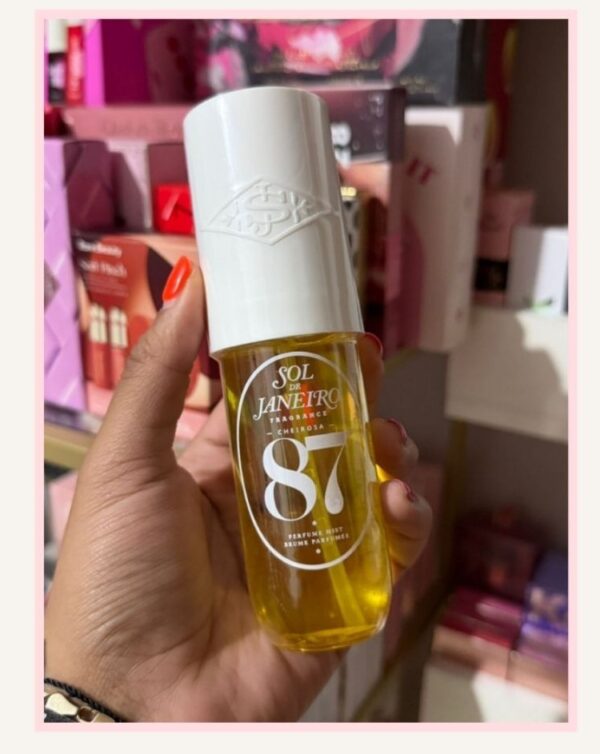 SOL
DE
JANEIRO
FRAGRANCE
– CHEIROSA –
87
PERFUME MIST
BRUME PARFUMÉE